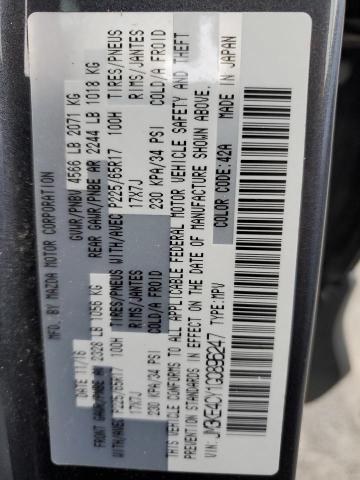 MFD. BY MAZDA MOTOR CORPORATION
DATE: 11/16 GVWR/PNBV 4566 LB 2071 KG
FRONT GAWR/PNBE AV 2328 LB 1056 KG REAR GAWR/PNBE AR 2244 LB 1018 KG
WITH/AVEC P225/65R17 100H TIRES/PNEUS WITH/AVEC P225/65R17 100H TIRES/PNEUS
17X7J RIMS/JANTES 17X7J RIMS/JANTES
230 KPA/34 PSI COLD/A FROID 230 KPA/34 PSI COLD/A FROID
THIS VEHICLE CONFORMS TO ALL APPLICABLE FEDERAL MOTOR VEHICLE SAFETY, BUMPER, AND THEFT
PREVENTION STANDARDS IN EFFECT ON THE DATE OF MANUFACTURE SHOWN ABOVE.
VIN: TYPE: MPV COLOR CODE: 42A MADE IN JAPAN